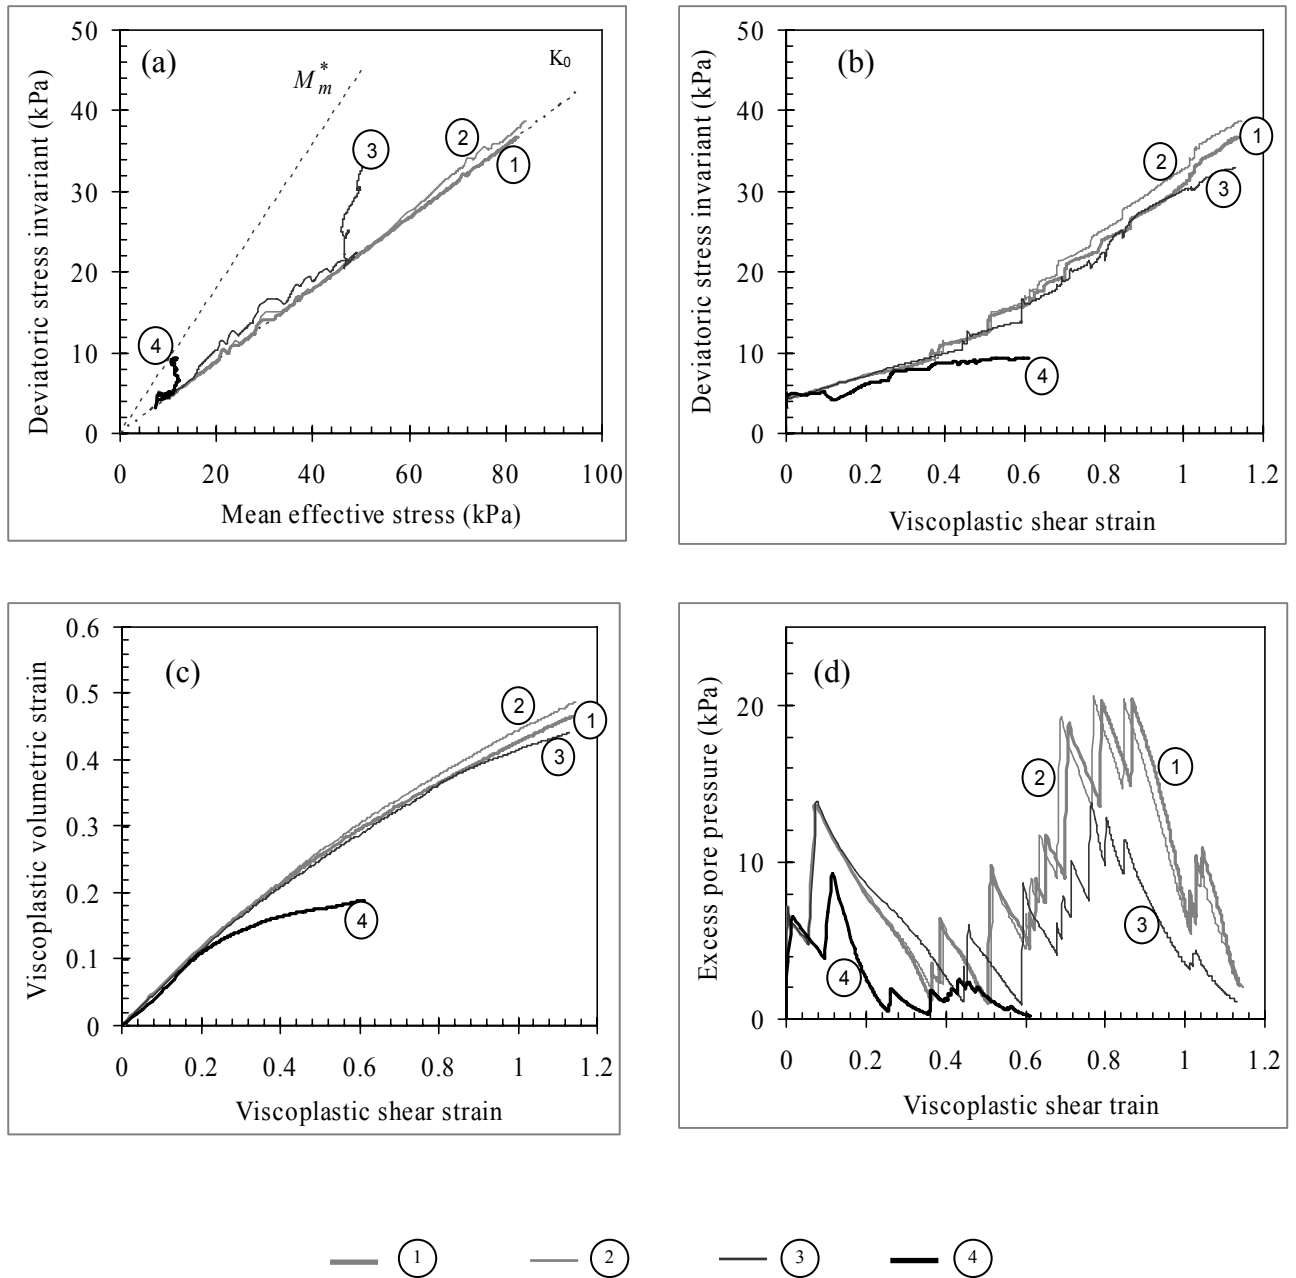 50
40
30
20
10
0
(a)
M*m
K0
2
3
1
4
0 20 40 60 80 100
Mean effective stress (kPa)
Deviatoric stress invariant (kPa)
50
40
30
20
10
0
(b)
1
2
3
4
0 0.2 0.4 0.6 0.8 1 1.2
Viscoplastic shear strain
Deviatoric stress invariant (kPa)
0.6
0.5
0.4
0.3
0.2
0.1
0
(c)
2
1
3
4
0 0.2 0.4 0.6 0.8 1 1.2
Viscoplastic shear strain
Viscoplastic volumetric strain
20
10
0
(d)
2
1
3
4
0 0.2 0.4 0.6 0.8 1 1.2
Viscoplastic shear train
Excess pore pressure (kPa)
1 2 3 4